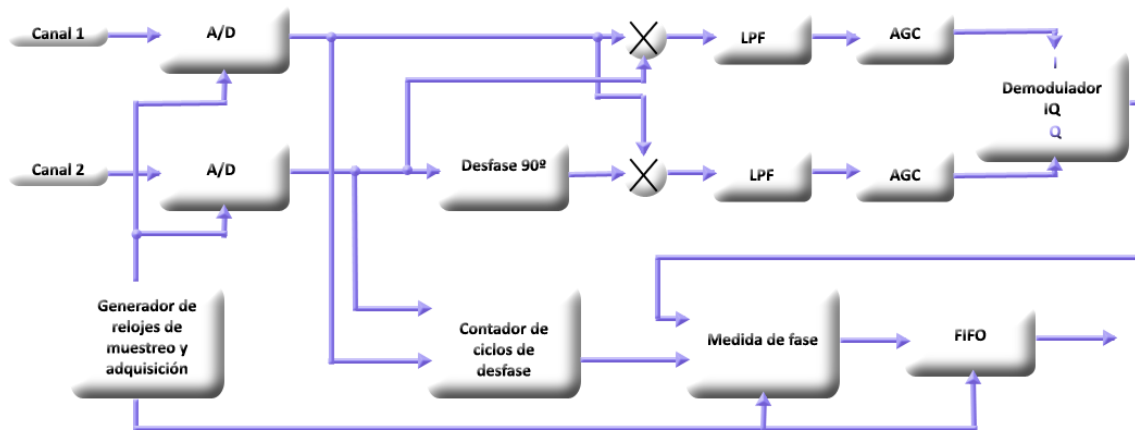 Canal 1
A/D
LPF
AGC
I
Demodulador
IQ
Q
Canal 2
A/D
Desfase 90º
LPF
AGC
Generador de
relojes de
muestreo y
adquisición
Contador de
ciclos de
desfase
Medida de fase
FIFO